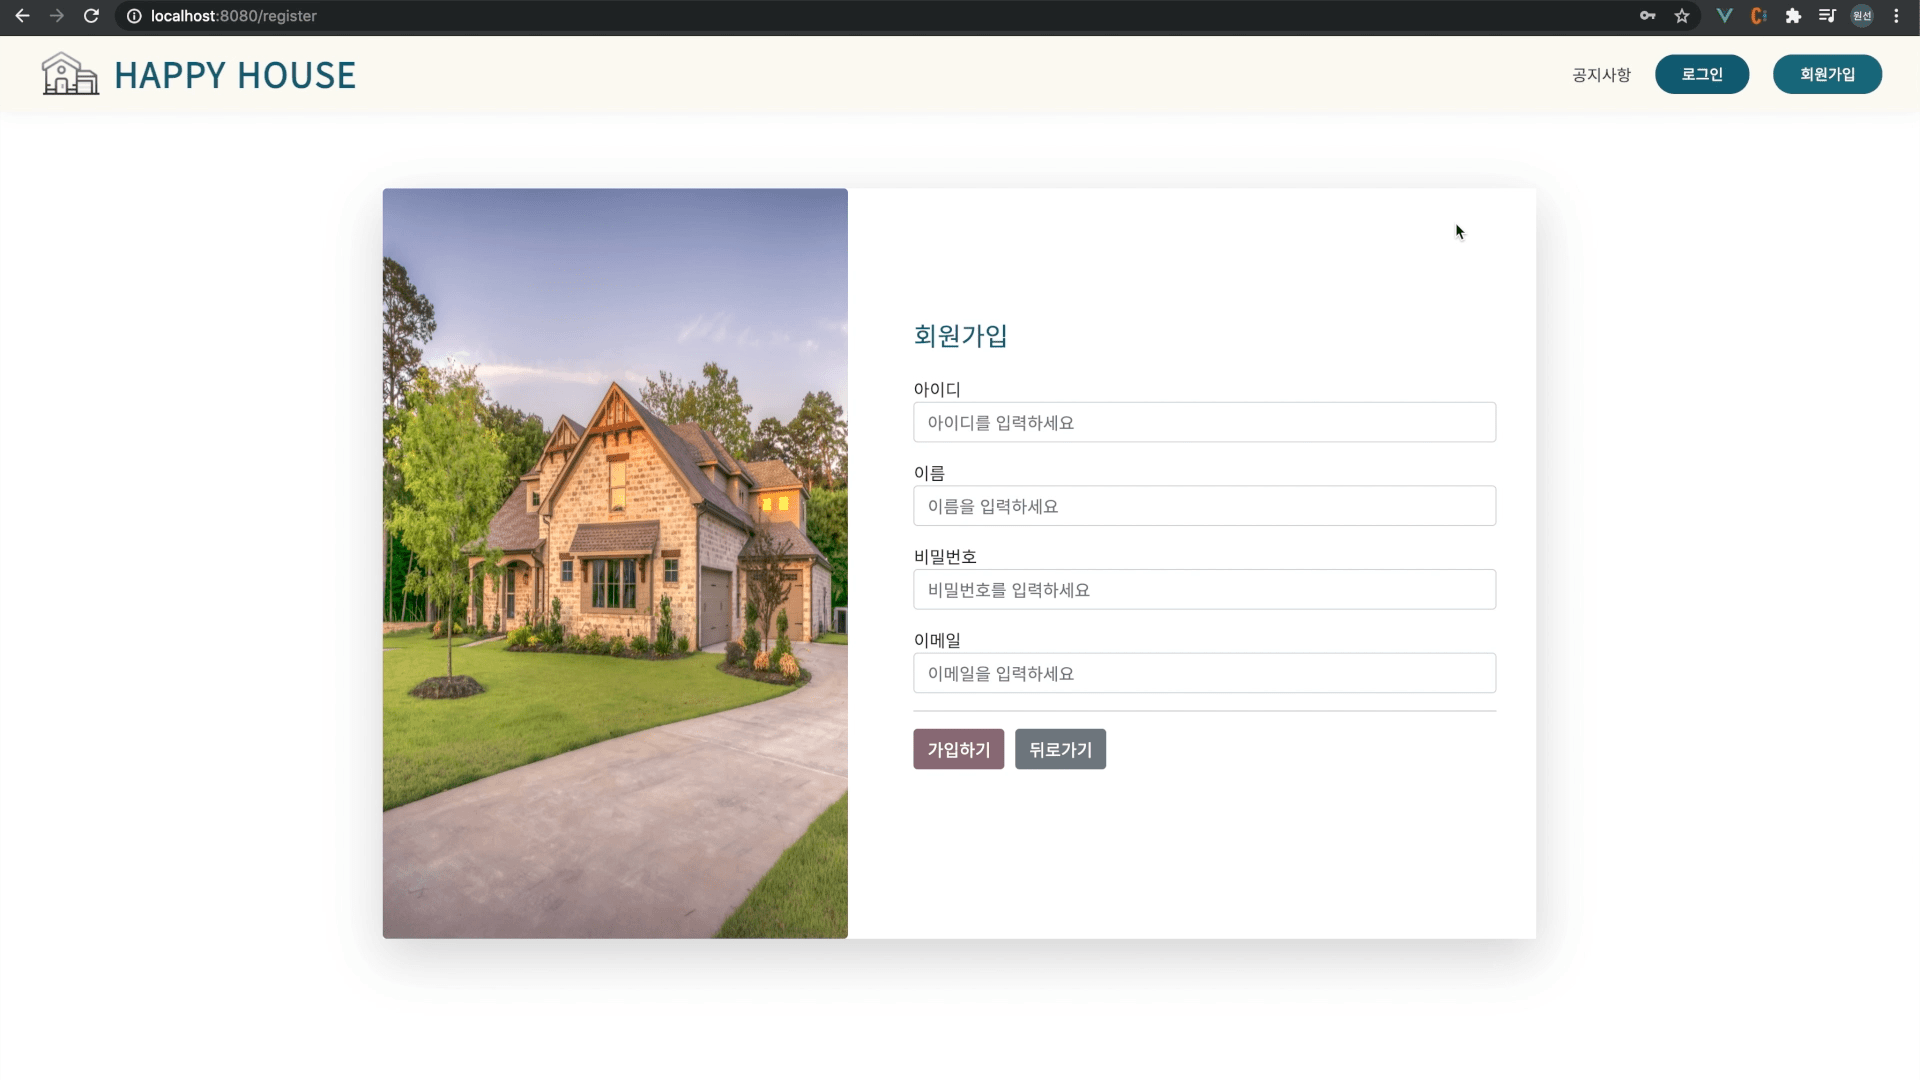 localhost:8080/register
원선
HAPPY HOUSE
공지사항
로그인
회원가입
회원가입
아이디
아이디를 입력하세요
이름
이름을 입력하세요
비밀번호
비밀번호를 입력하세요
이메일
이메일을 입력하세요
가입하기
뒤로가기